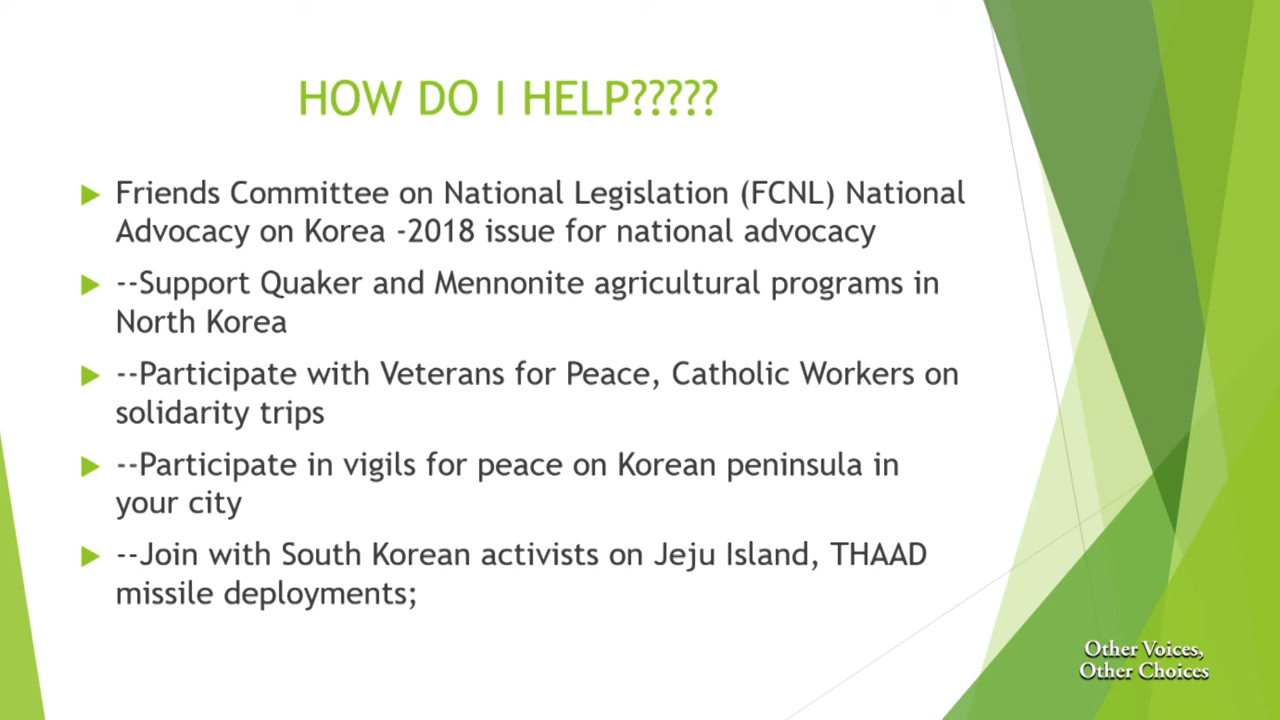 HOW DO I HELP?????
Friends Committee on National Legislation (FCNL) National
Advocacy on Korea -2018 issue for national advocacy
--Support Quaker and Mennonite agricultural programs in
North Korea
--Participate with Veterans for Peace, Catholic Workers on
solidarity trips
--Participate in vigils for peace on Korean peninsula in
your city
--Join with South Korean activists on Jeju Island, THAAD
missile deployments;
Other Voices,
Other Choices